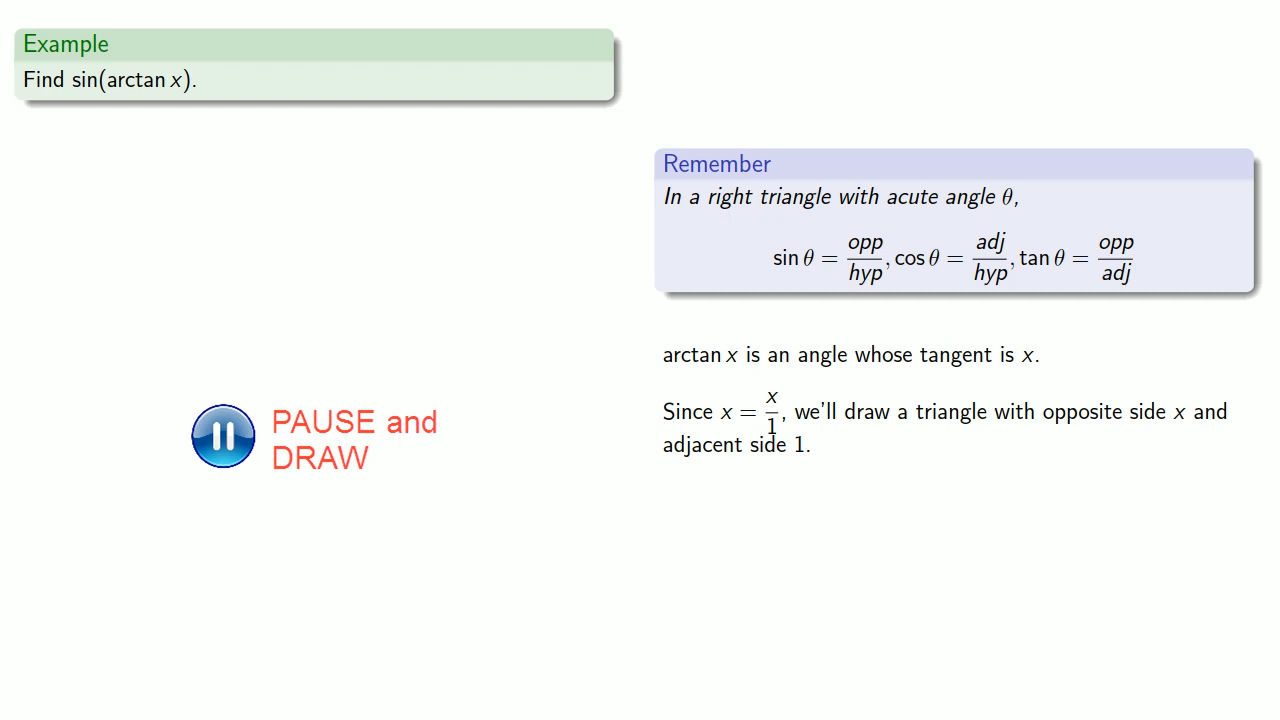 Example
Find sin(arctan x).
Remember
In a right triangle with acute angle θ,
sin θ = opp/hyp, cos θ = adj/hyp, tan θ = opp/adj
arctan x is an angle whose tangent is x.
Since x = x/1, we'll draw a triangle with opposite side x and
adjacent side 1.
PAUSE and
DRAW